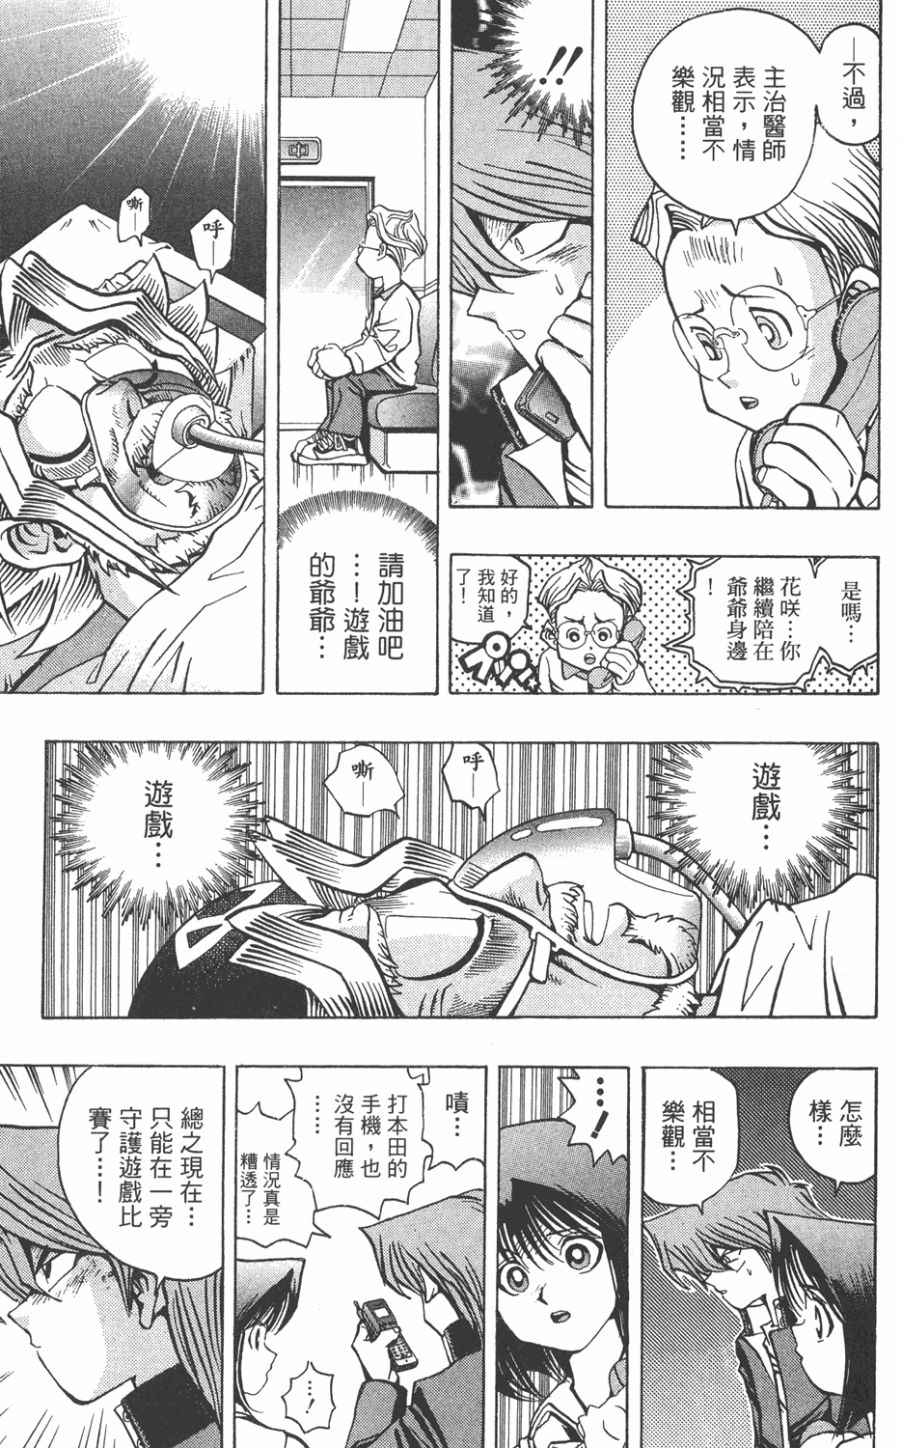 ─不過，
主治醫師
表示，情
況相當不
樂觀……
!!
是嗎…
花咲…你
繼續陪在
爺爺身邊
！
好的，
我知道
了！
中
請加油吧
…！遊戲
的爺爺…
呼─
嘶─
遊戲…
呼─
嘶─
遊戲…
怎麼
樣…
相當不
樂觀…
…！
嘖…
打本田的
手機，也
沒有回應
……
情況真是
糟透了…
…！
總之現在…
只能在一旁
守護遊戲比
賽了…！